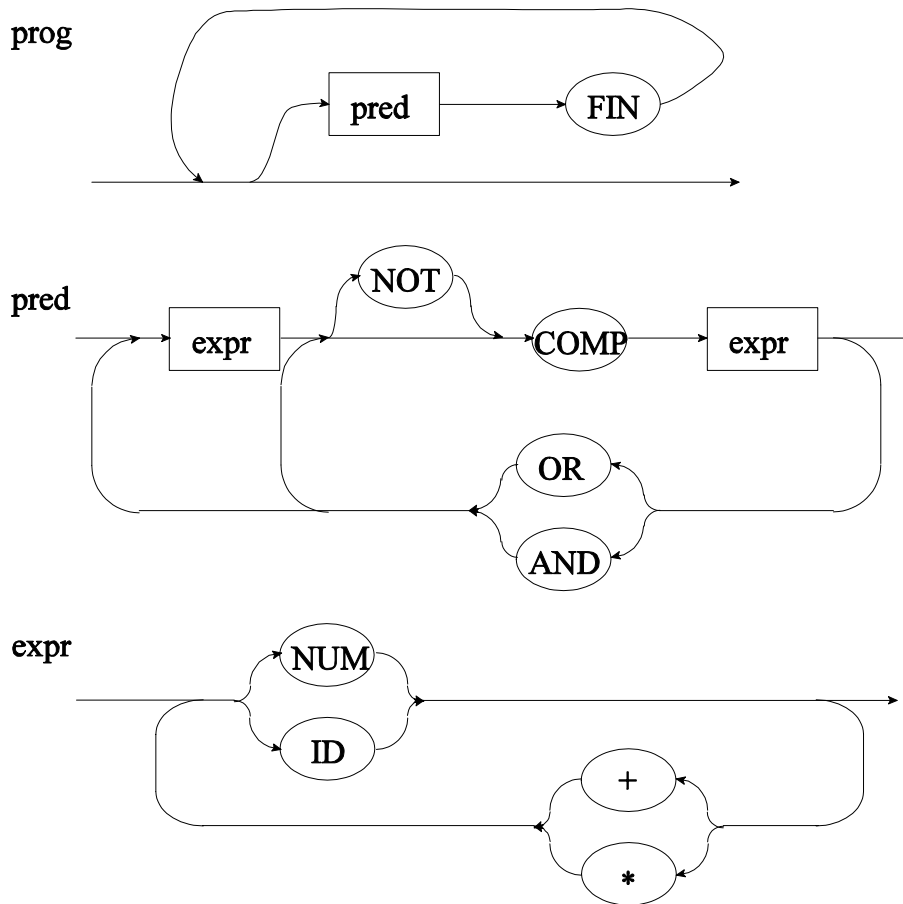 prog
pred
FIN
NOT
pred
expr
COMP
expr
OR
AND
expr
NUM
ID
+
*